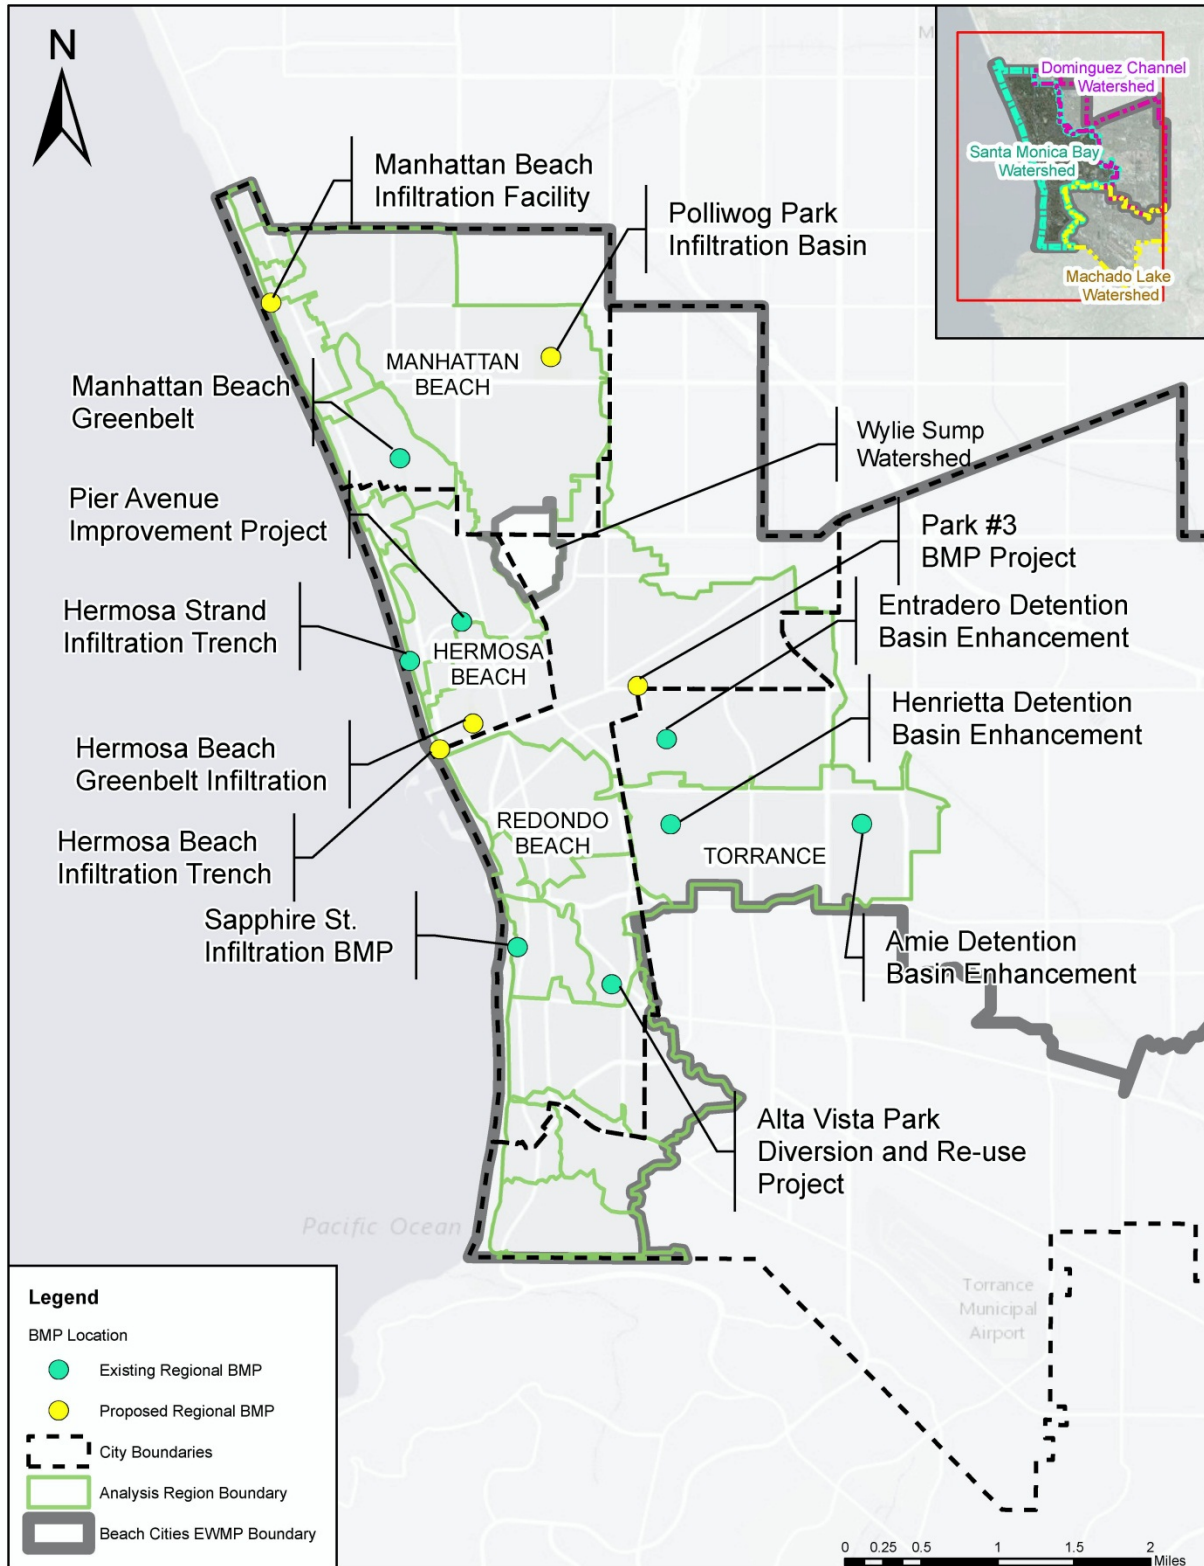 N
Dominguez Channel
Watershed
Santa Monica Bay
Watershed
Machado Lake
Watershed
Manhattan Beach
Infiltration Facility
Polliwog Park
Infiltration Basin
MANHATTAN
BEACH
Manhattan Beach
Greenbelt
Wylie Sump
Watershed
Pier Avenue
Improvement Project
Park #3
BMP Project
Hermosa Strand
Infiltration Trench
Entradero Detention
Basin Enhancement
HERMOSA
BEACH
Henrietta Detention
Basin Enhancement
Hermosa Beach
Greenbelt Infiltration
REDONDO
BEACH
TORRANCE
Hermosa Beach
Infiltration Trench
Sapphire St.
Infiltration BMP
Amie Detention
Basin Enhancement
Alta Vista Park
Diversion and Re-use
Project
Pacific Ocean
Torrance
Municipal
Airport
Legend
BMP Location
Existing Regional BMP
Proposed Regional BMP
City Boundaries
Analysis Region Boundary
Beach Cities EWMP Boundary
0 0.25 0.5 1 1.5 2
Miles